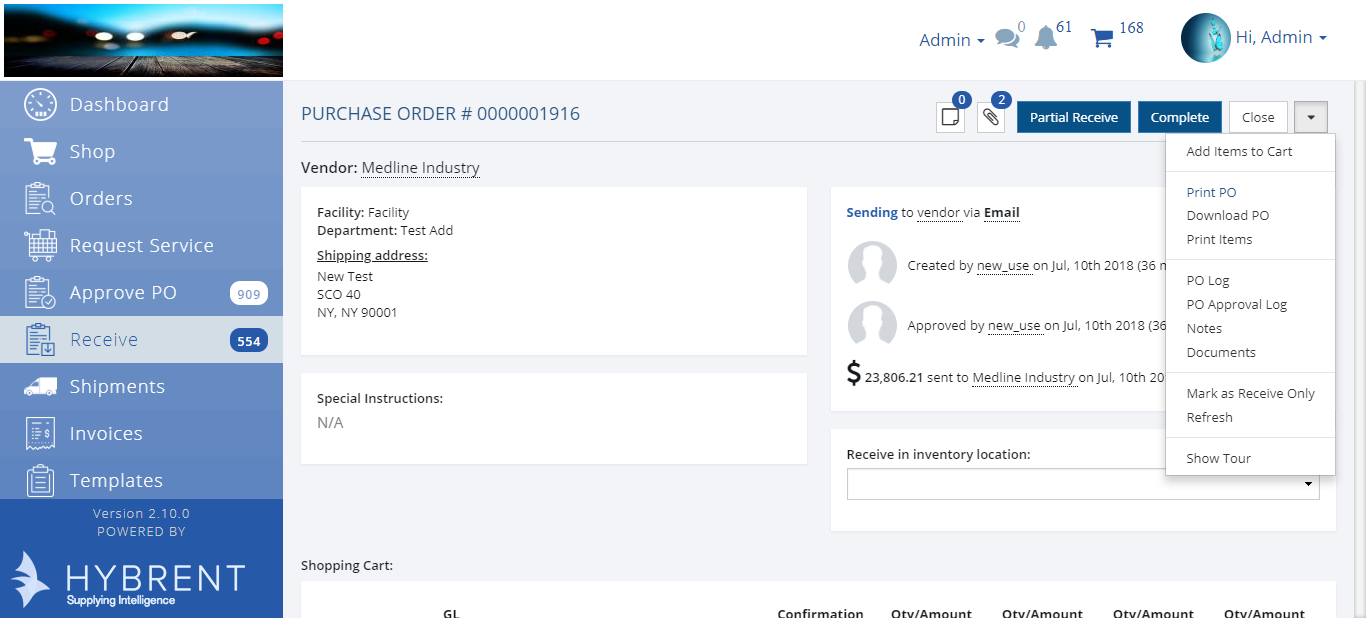 Admin
0
61
168
Hi, Admin
Dashboard
Shop
Orders
Request Service
Approve PO 909
Receive 554
Shipments
Invoices
Templates
Version 2.10.0
POWERED BY
HYBRENT
Supplying Intelligence
PURCHASE ORDER # 0000001916
0
2
Partial Receive
Complete
Close
Vendor: Medline Industry
Facility: Facility
Department: Test Add
Shipping address:
New Test
SCO 40
NY, NY 90001
Special Instructions:
N/A
Sending to vendor via Email
Created by new_use on Jul, 10th 2018 (36 m
Approved by new_use on Jul, 10th 2018 (36
$ 23,806.21 sent to Medline Industry on Jul, 10th 20
Receive in inventory location:
Add Items to Cart
Print PO
Download PO
Print Items
PO Log
PO Approval Log
Notes
Documents
Mark as Receive Only
Refresh
Show Tour
Shopping Cart:
GL Confirmation Qty/Amount Qty/Amount Qty/Amount Qty/Amount